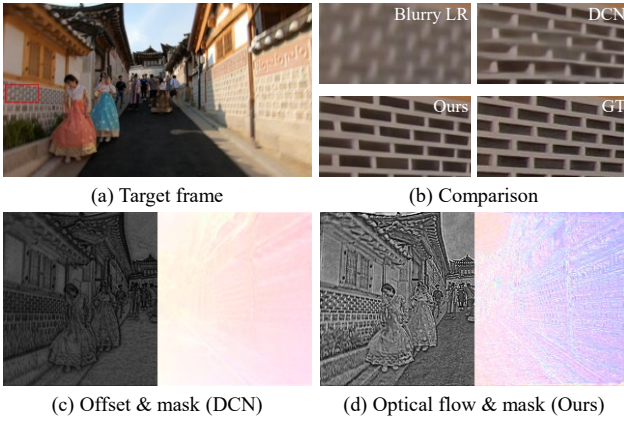 Blurry LR
DCN
Ours
GT
(a) Target frame
(b) Comparison
(c) Offset & mask (DCN)
(d) Optical flow & mask (Ours)